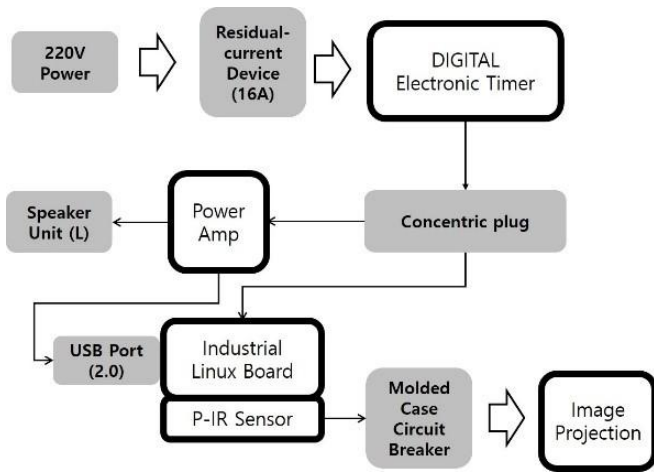 220V
Power
Residual-
current
Device
(16A)
DIGITAL
Electronic Timer
Speaker
Unit (L)
Power
Amp
Concentric plug
USB Port
(2.0)
Industrial
Linux Board
P-IR Sensor
Molded
Case
Circuit
Breaker
Image
Projection